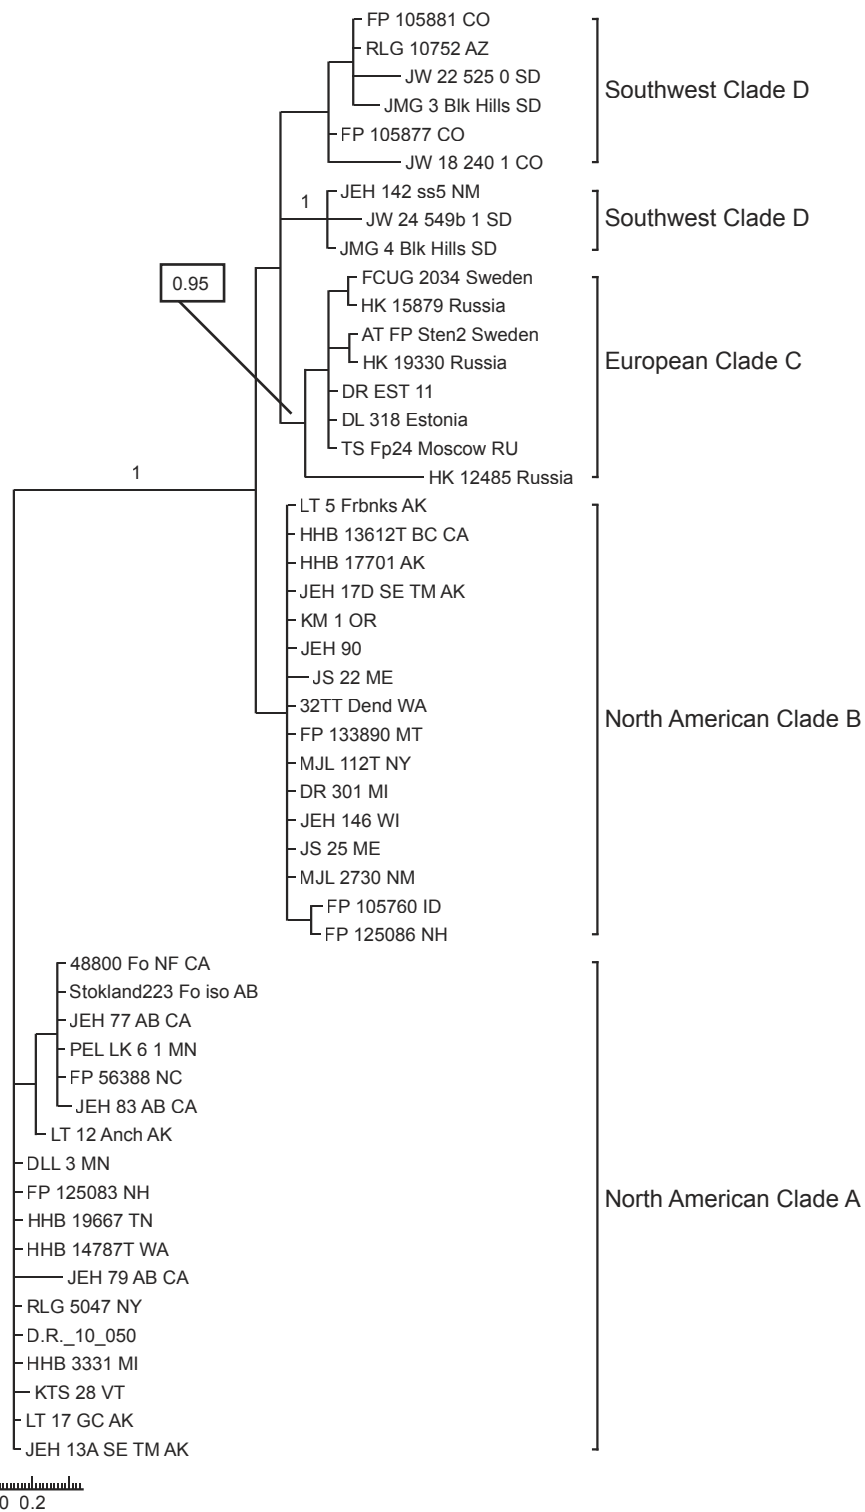 FP 105881 CO
RLG 10752 AZ
JW 22 525 0 SD
JMG 3 Blk Hills SD
FP 105877 CO
JW 18 240 1 CO
Southwest Clade D
1
JEH 142 ss5 NM
JW 24 549b 1 SD
JMG 4 Blk Hills SD
Southwest Clade D
0.95
FCUG 2034 Sweden
HK 15879 Russia
AT FP Sten2 Sweden
HK 19330 Russia
DR EST 11
DL 318 Estonia
TS Fp24 Moscow RU
HK 12485 Russia
European Clade C
1
LT 5 Frbnks AK
HHB 13612T BC CA
HHB 17701 AK
JEH 17D SE TM AK
KM 1 OR
JEH 90
JS 22 ME
32TT Dend WA
FP 133890 MT
MJL 112T NY
DR 301 MI
JEH 146 WI
JS 25 ME
MJL 2730 NM
FP 105760 ID
FP 125086 NH
North American Clade B
48800 Fo NF CA
Stokland223 Fo iso AB
JEH 77 AB CA
PEL LK 6 1 MN
FP 56388 NC
JEH 83 AB CA
LT 12 Anch AK
DLL 3 MN
FP 125083 NH
HHB 19667 TN
HHB 14787T WA
JEH 79 AB CA
RLG 5047 NY
D.R._10_050
HHB 3331 MI
KTS 28 VT
LT 17 GC AK
JEH 13A SE TM AK
North American Clade A
0 0.2